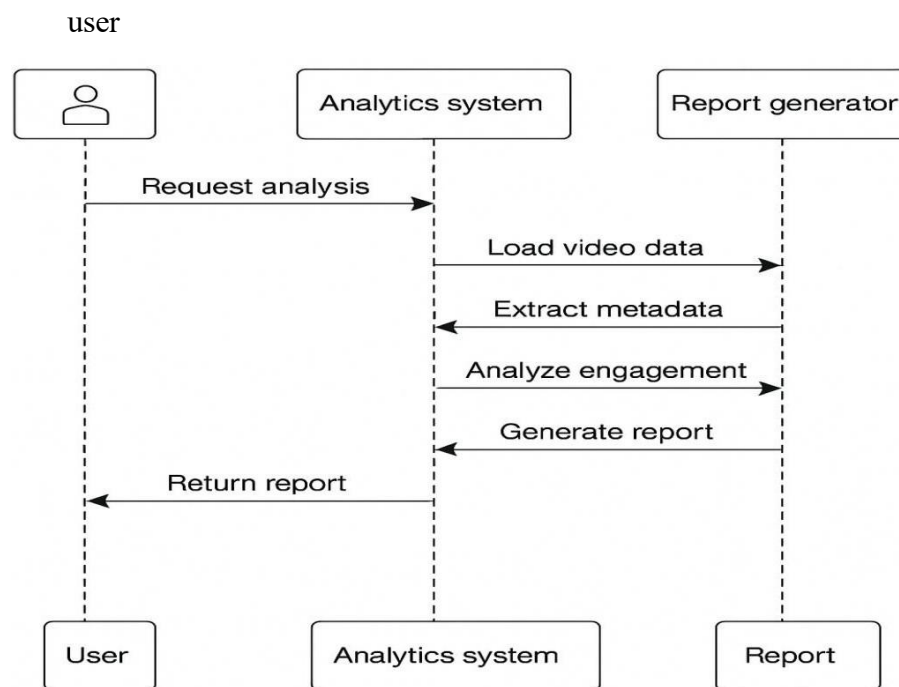 user
Analytics system
Report generator
Request analysis
Load video data
Extract metadata
Analyze engagement
Generate report
Return report
User
Analytics system
Report